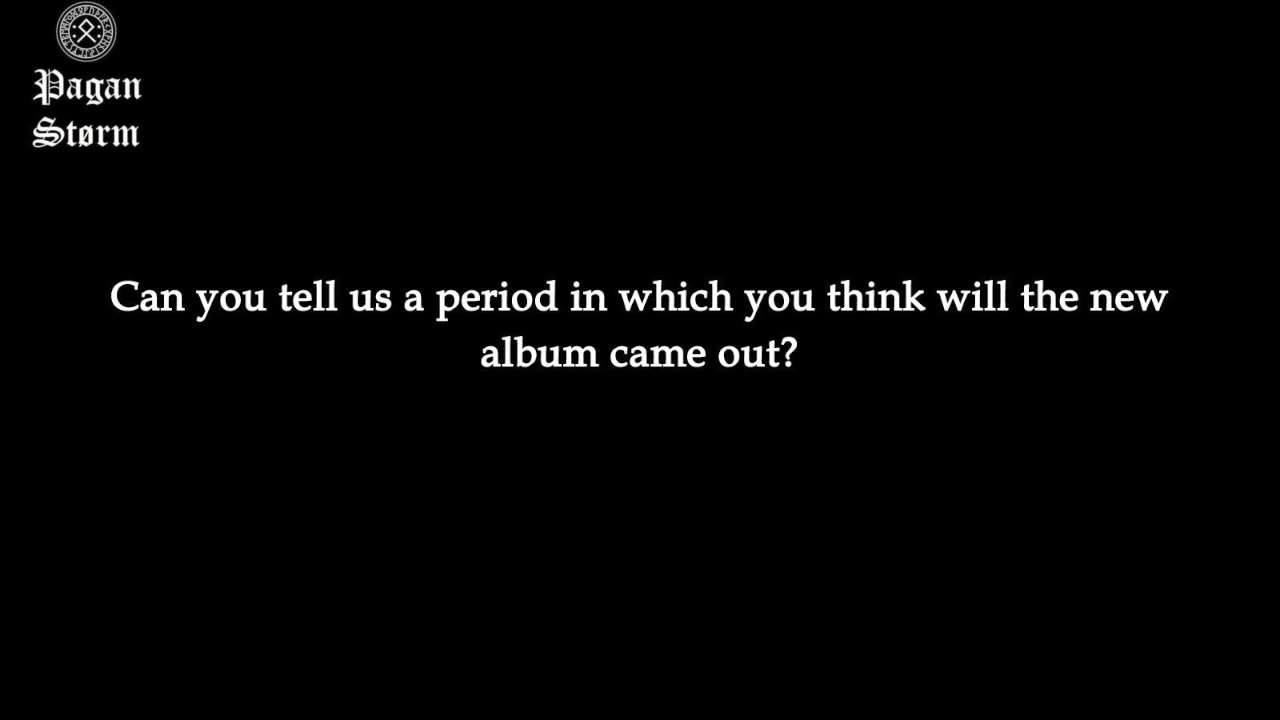 Pagan
Størm
Can you tell us a period in which you think will the new
album came out?